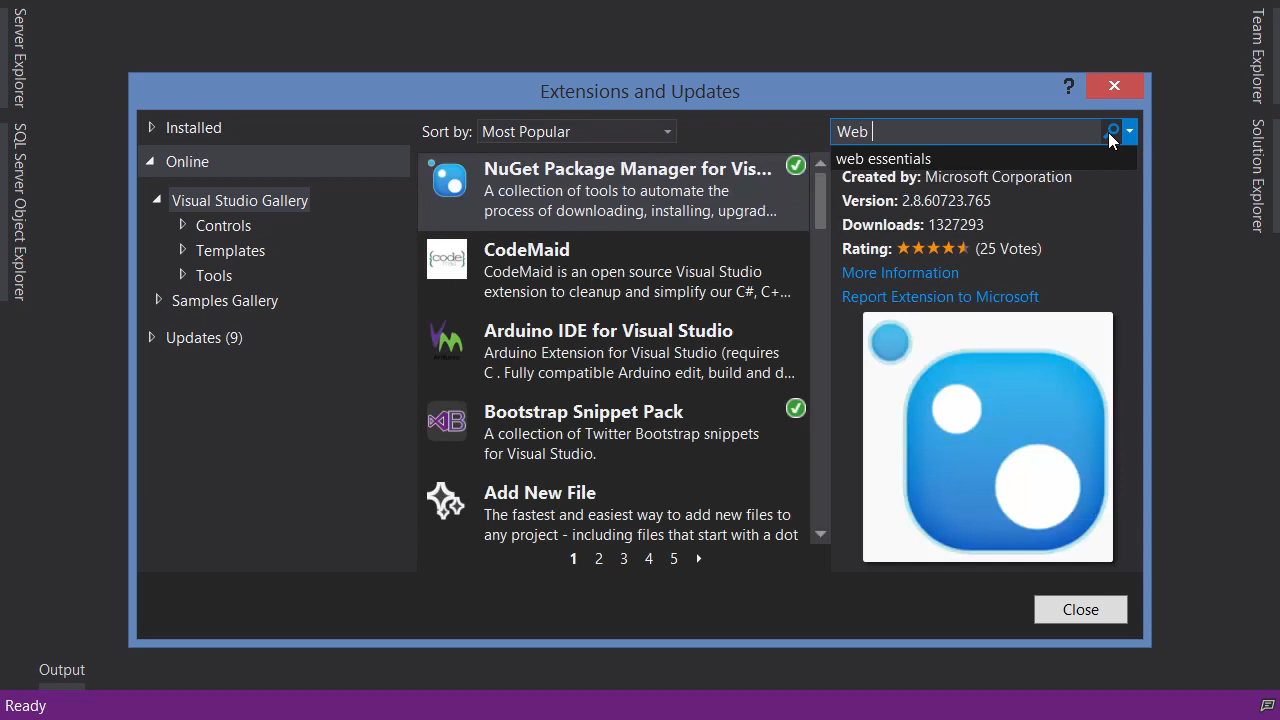 Server Explorer
SQL Server Object Explorer
Team Explorer
Solution Explorer
Extensions and Updates
?
Installed
Online
Visual Studio Gallery
Controls
Templates
Tools
Samples Gallery
Updates (9)
Sort by: Most Popular
NuGet Package Manager for Vis...
A collection of tools to automate the
process of downloading, installing, upgrad...
CodeMaid
CodeMaid is an open source Visual Studio
extension to cleanup and simplify our C#, C+...
{code}
Arduino IDE for Visual Studio
Arduino Extension for Visual Studio (requires
C . Fully compatible Arduino edit, build and d...
Bootstrap Snippet Pack
A collection of Twitter Bootstrap snippets
for Visual Studio.
Add New File
The fastest and easiest way to add new files to
any project - including files that start with a dot
1 2 3 4 5
Web
web essentials
Created by: Microsoft Corporation
Version: 2.8.60723.765
Downloads: 1327293
Rating: (25 Votes)
More Information
Report Extension to Microsoft
Close
Output
Ready